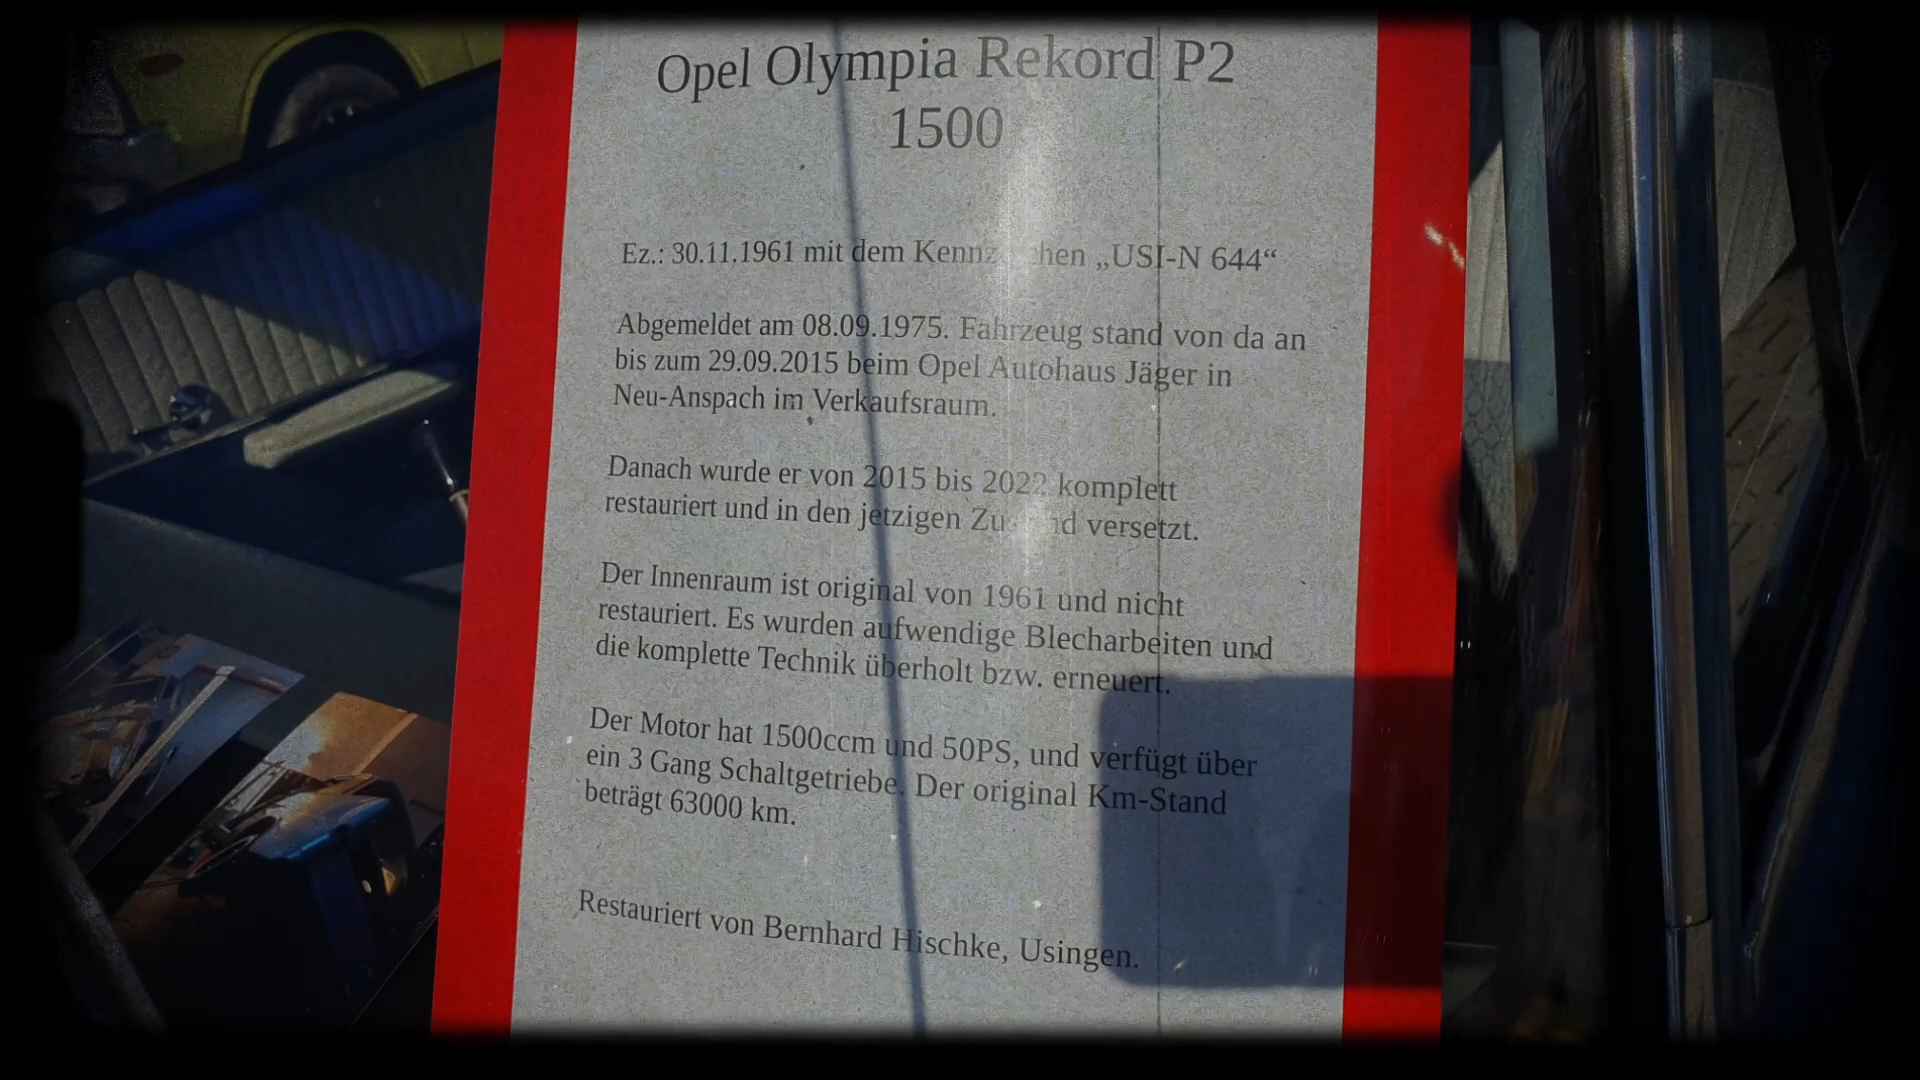 Opel Olympia Rekord P2
1500
Ez.: 30.11.1961 mit dem „USI-N 644“
Abgemeldet am 08.09.1975. Fahrzeug stand von da an
bis zum 29.09.2015 beim Opel Autohaus Jäger in
Neu-Anspach im Verkaufsraum.
Danach wurde er von 2015 bis 2022 komplett
restauriert und in den jetzigen versetzt.
Der Innenraum ist original von 1961 und nicht
restauriert. Es wurden aufwendige Blecharbeiten und
die komplette Technik überholt bzw. erneuert.
Der Motor hat 1500ccm und 50PS, und verfügt über
ein 3 Gang Schaltgetriebe. Der original Km-Stand
beträgt 63000 km.
Restauriert von Bernhard Hischke, Usingen.